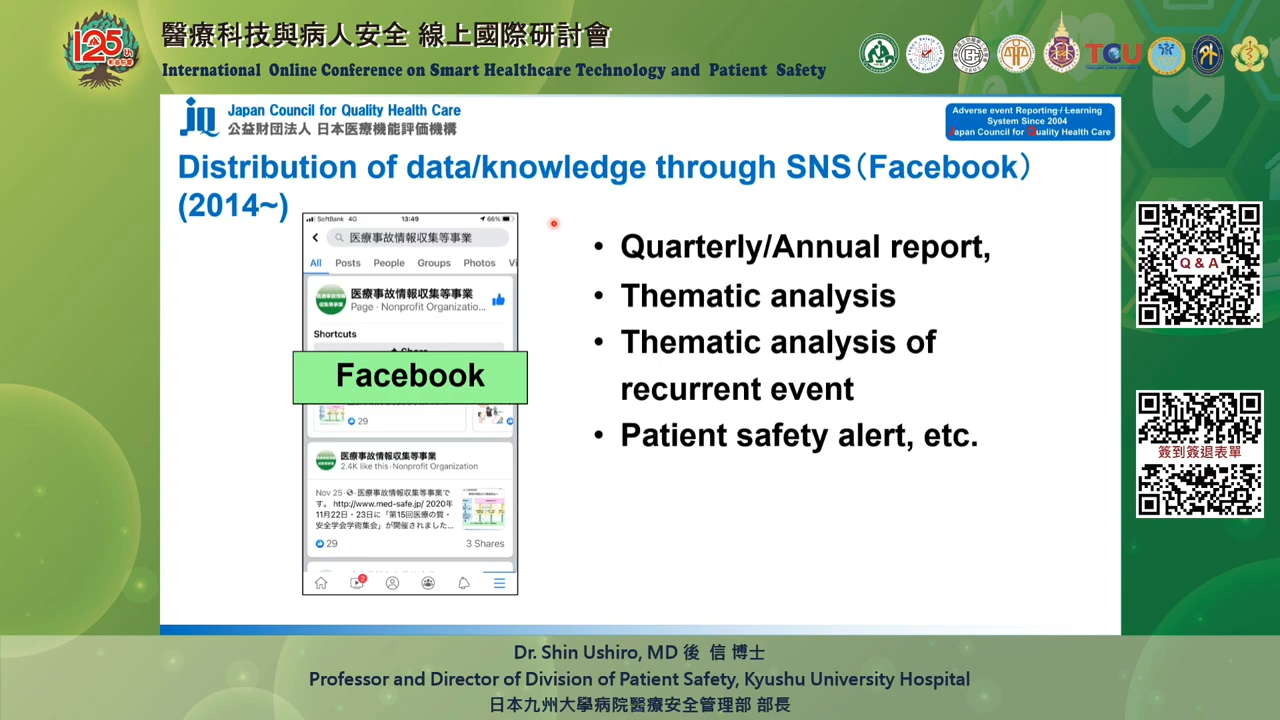 125
醫療科技與病人安全 線上國際研討會
International Online Conference on Smart Healthcare Technology and Patient Safety
TCU
jq
Japan Council for Quality Health Care
公益財団法人 日本医療機能評価機構
Adverse event Reporting / Learning
System Since 2004
Japan Council for Quality Health Care
Distribution of data/knowledge through SNS（Facebook）
(2014~)
SoftBank 4G 13:49 66%
医療事故情報収集等事業
All Posts People Groups Photos Vi
医療事故情報収集等事業
Page · Nonprofit Organizatio...
Shortcuts
Facebook
29
医療事故情報収集等事業
2.4K like this · Nonprofit Organization
Nov 25 · 医療事故情報収集等事業で
す。 http://www.med-safe.jp/ 2020年
11月22日・23日に「第15回医療の質・
安全学会学術集会」が開催されました...
29 3 Shares
2
• Quarterly/Annual report,
• Thematic analysis
• Thematic analysis of
recurrent event
• Patient safety alert, etc.
Q & A
簽到簽退表單
Dr. Shin Ushiro, MD 後 信 博士
Professor and Director of Division of Patient Safety, Kyushu University Hospital
日本九州大學病院醫療安全管理部 部長